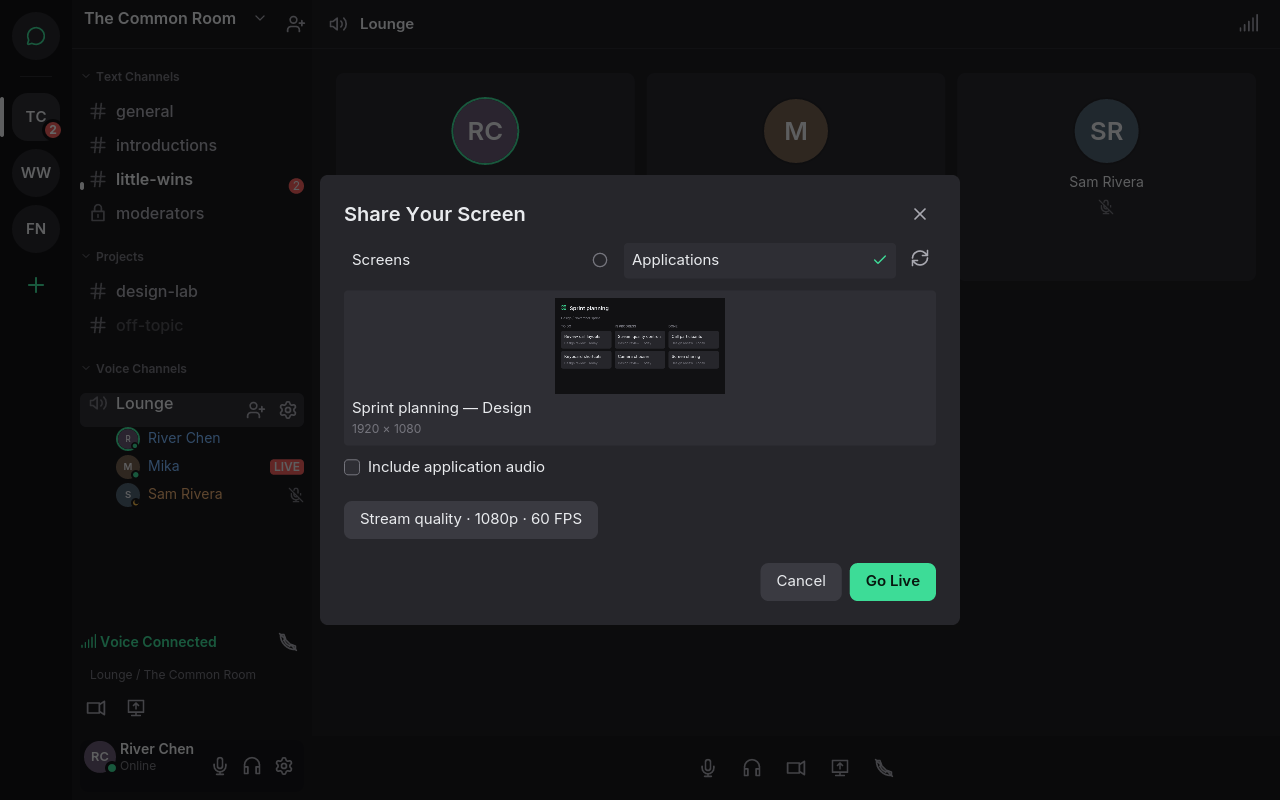 The Common Room
Lounge
TC
2
WW
FN
Text Channels
general
introductions
little-wins
2
moderators
Projects
design-lab
off-topic
Voice Channels
Lounge
R
River Chen
M
Mika
LIVE
S
Sam Rivera
Voice Connected
Lounge / The Common Room
RC
River Chen
Online
RC
M
SR
Sam Rivera
Share Your Screen
Screens
Applications
Sprint planning
Sprint planning — Design
1920 × 1080
Include application audio
Stream quality · 1080p · 60 FPS
Cancel
Go Live